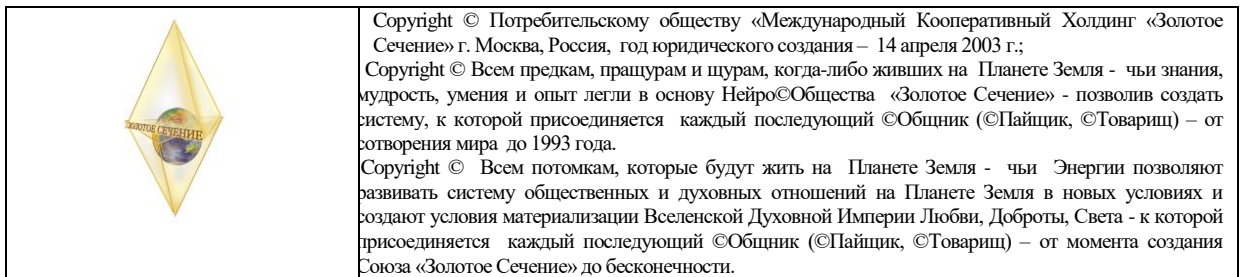 ЗОЛОТОЕ СЕЧЕНИЕ
Copyright © Потребительскому обществу «Международный Кооперативный Холдинг «Золотое
Сечение» г. Москва, Россия, год юридического создания – 14 апреля 2003 г.;
Copyright © Всем предкам, пращурам и щурам, когда-либо живших на Планете Земля - чьи знания,
мудрость, умения и опыт легли в основу Нейро©Общества «Золотое Сечение» - позволив создать
систему, к которой присоединяется каждый последующий ©Общник (©Пайщик, ©Товарищ) – от
сотворения мира до 1993 года.
Copyright © Всем потомкам, которые будут жить на Планете Земля - чьи Энергии позволяют
развивать систему общественных и духовных отношений на Планете Земля в новых условиях и
создают условия материализации Вселенской Духовной Империи Любви, Доброты, Света - к которой
присоединяется каждый последующий ©Общник (©Пайщик, ©Товарищ) – от момента создания
Союза «Золотое Сечение» до бесконечности.